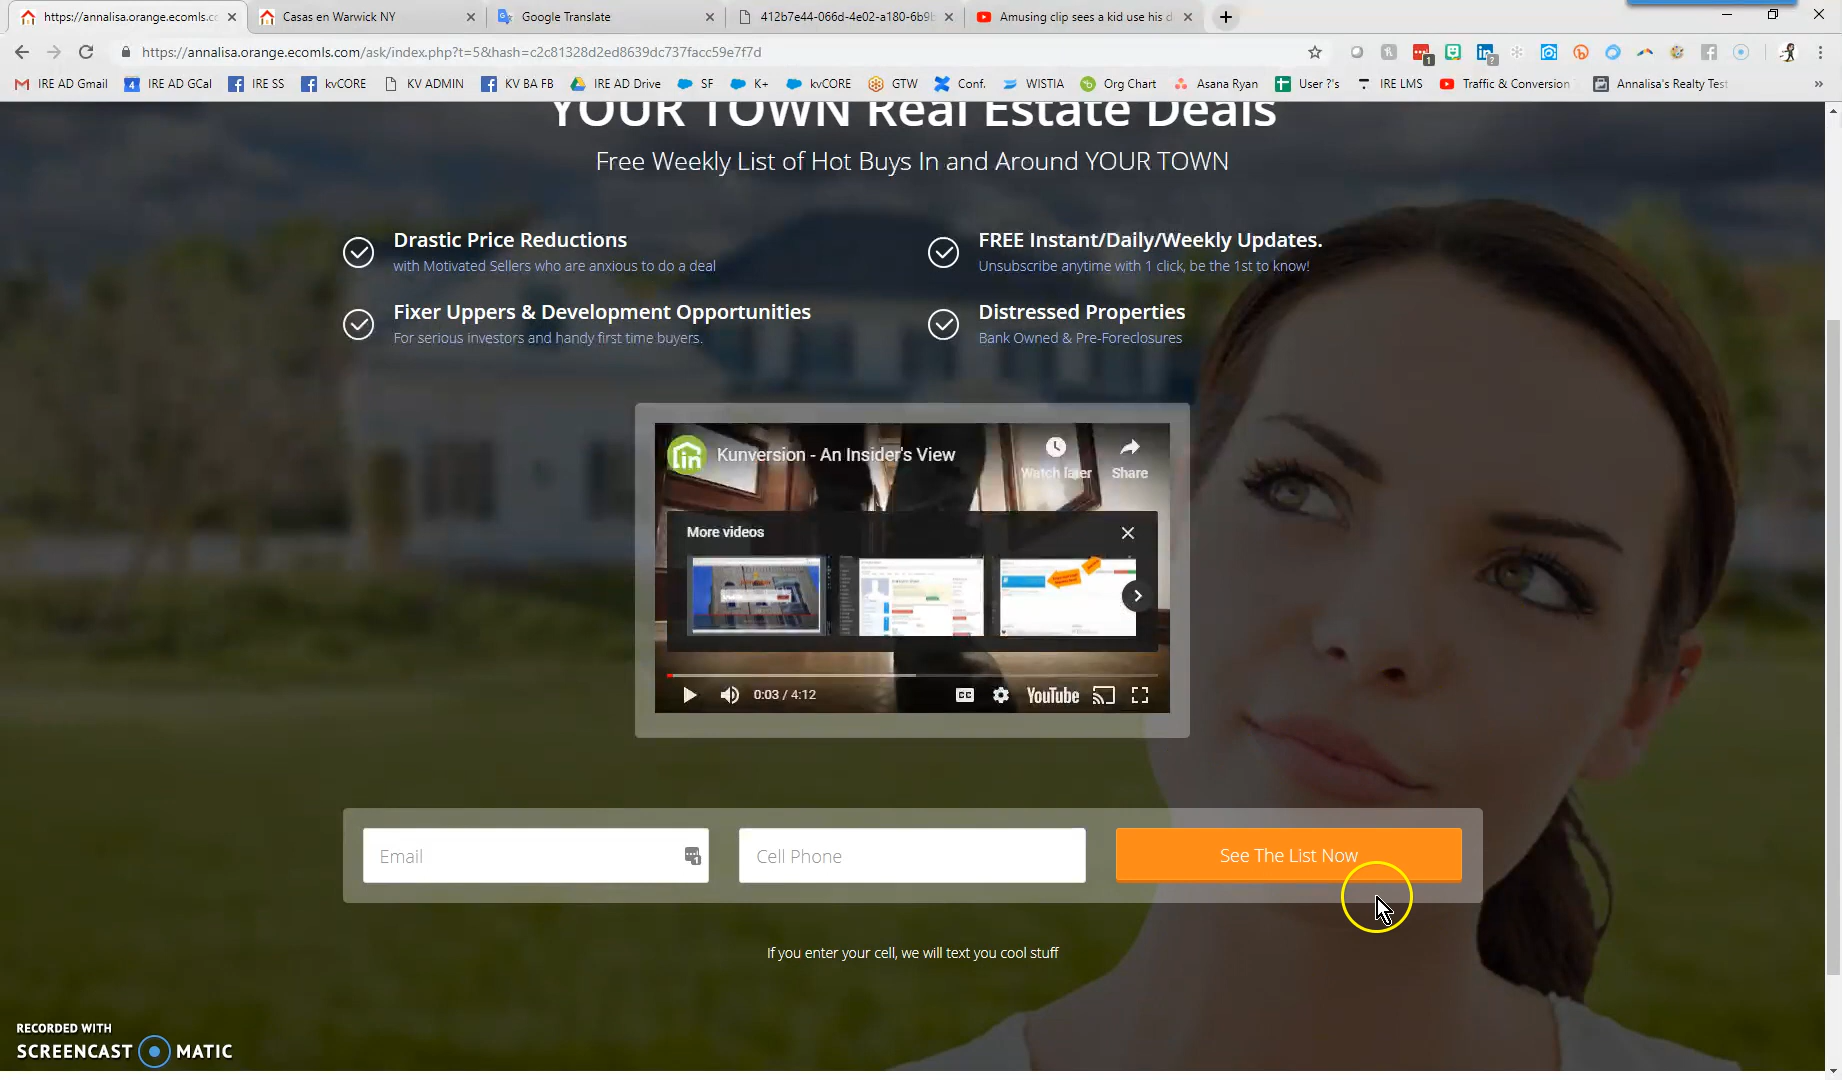 https://annalisa.orange.ecomls.cc
Casas en Warwick NY
Google Translate
412b7e44-066d-4e02-a180-6b9b
Amusing clip sees a kid use his d
https://annalisa.orange.ecomls.com/ask/index.php?t=5&hash=c2c81328d2ed8639dc737facc59e7f7d
IRE AD Gmail
IRE AD GCal
IRE SS
kvCORE
KV ADMIN
KV BA FB
IRE AD Drive
SF
K+
kvCORE
GTW
Conf.
WISTIA
Org Chart
Asana Ryan
User ?'s
IRE LMS
Traffic & Conversion
Annalisa's Realty Test
YOUR TOWN Real Estate Deals
Free Weekly List of Hot Buys In and Around YOUR TOWN
Drastic Price Reductions
with Motivated Sellers who are anxious to do a deal
FREE Instant/Daily/Weekly Updates.
Unsubscribe anytime with 1 click, be the 1st to know!
Fixer Uppers & Development Opportunities
For serious investors and handy first time buyers.
Distressed Properties
Bank Owned & Pre-Foreclosures
in
Kunversion - An Insider's View
Watch later
Share
More videos
0:03 / 4:12
CC
YouTube
Email
Cell Phone
See The List Now
If you enter your cell, we will text you cool stuff
RECORDED WITH
SCREENCAST MATIC